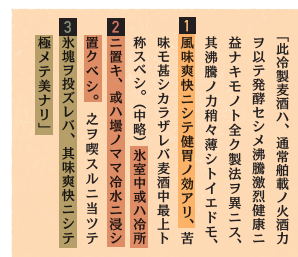 「此冷製麦酒ハ、通常舶載ノ火酒力
ヲ以テ発酵セシメ沸騰激烈健康ニ
益ナキモノト全ク製法ヲ異ニス、
其沸騰ノ力稍々薄シトイエドモ、
1
風味爽快ニシテ健胃ノ効アリ、苦
味モ甚シカラザレバ麦酒中最上ト
称スベシ。(中略)氷室中或ハ冷所
2
ニ置キ、或ハ堰ノママ冷水ニ浸シ
置クベシ。之ヲ喫スルニ当ツテ
3
氷塊ヲ投ズレバ、其味爽快ニシテ
極メテ美ナリ」